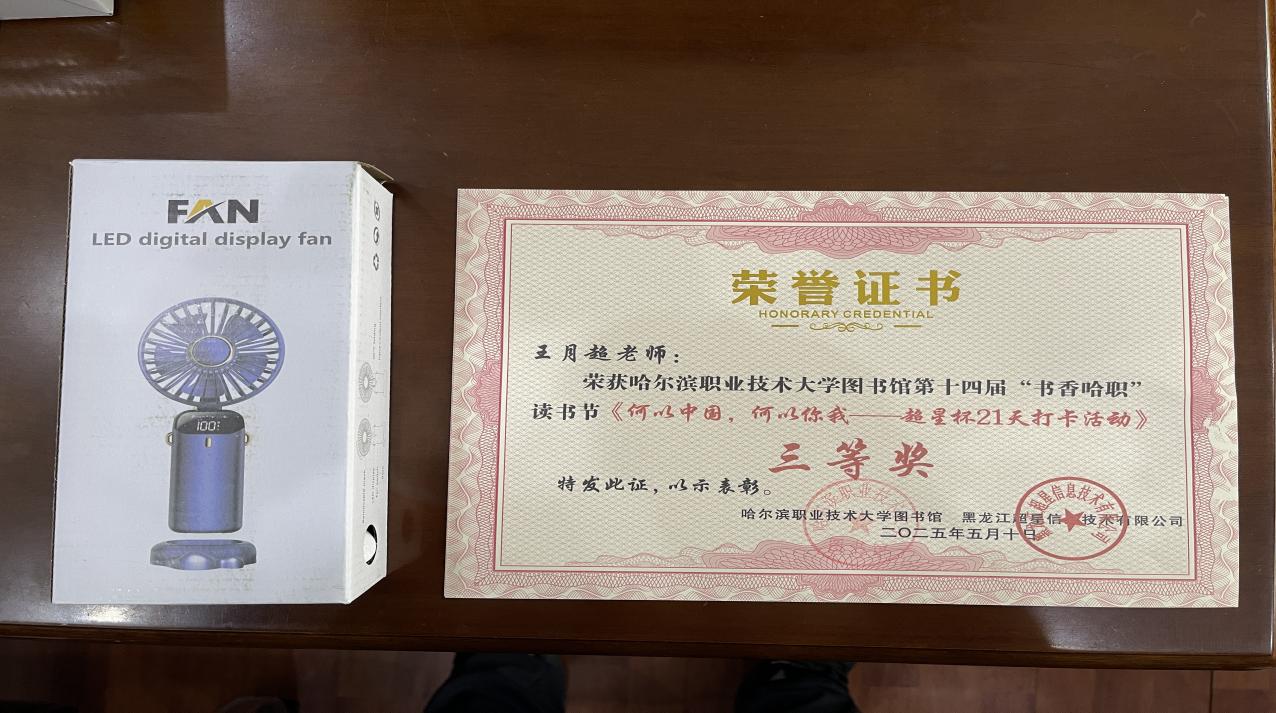 FAN
LED digital display fan
100
荣誉证书
HONORARY CREDENTIAL
王月超老师：
荣获哈尔滨职业技术大学图书馆第十四届“书香哈职”
读书节《何以中国，何以你我——超星杯21天打卡活动》
三等奖
特发此证，以示表彰。
哈尔滨职业技术大学图书馆 黑龙江超星信息技术有限公司
二〇二五年五月十日